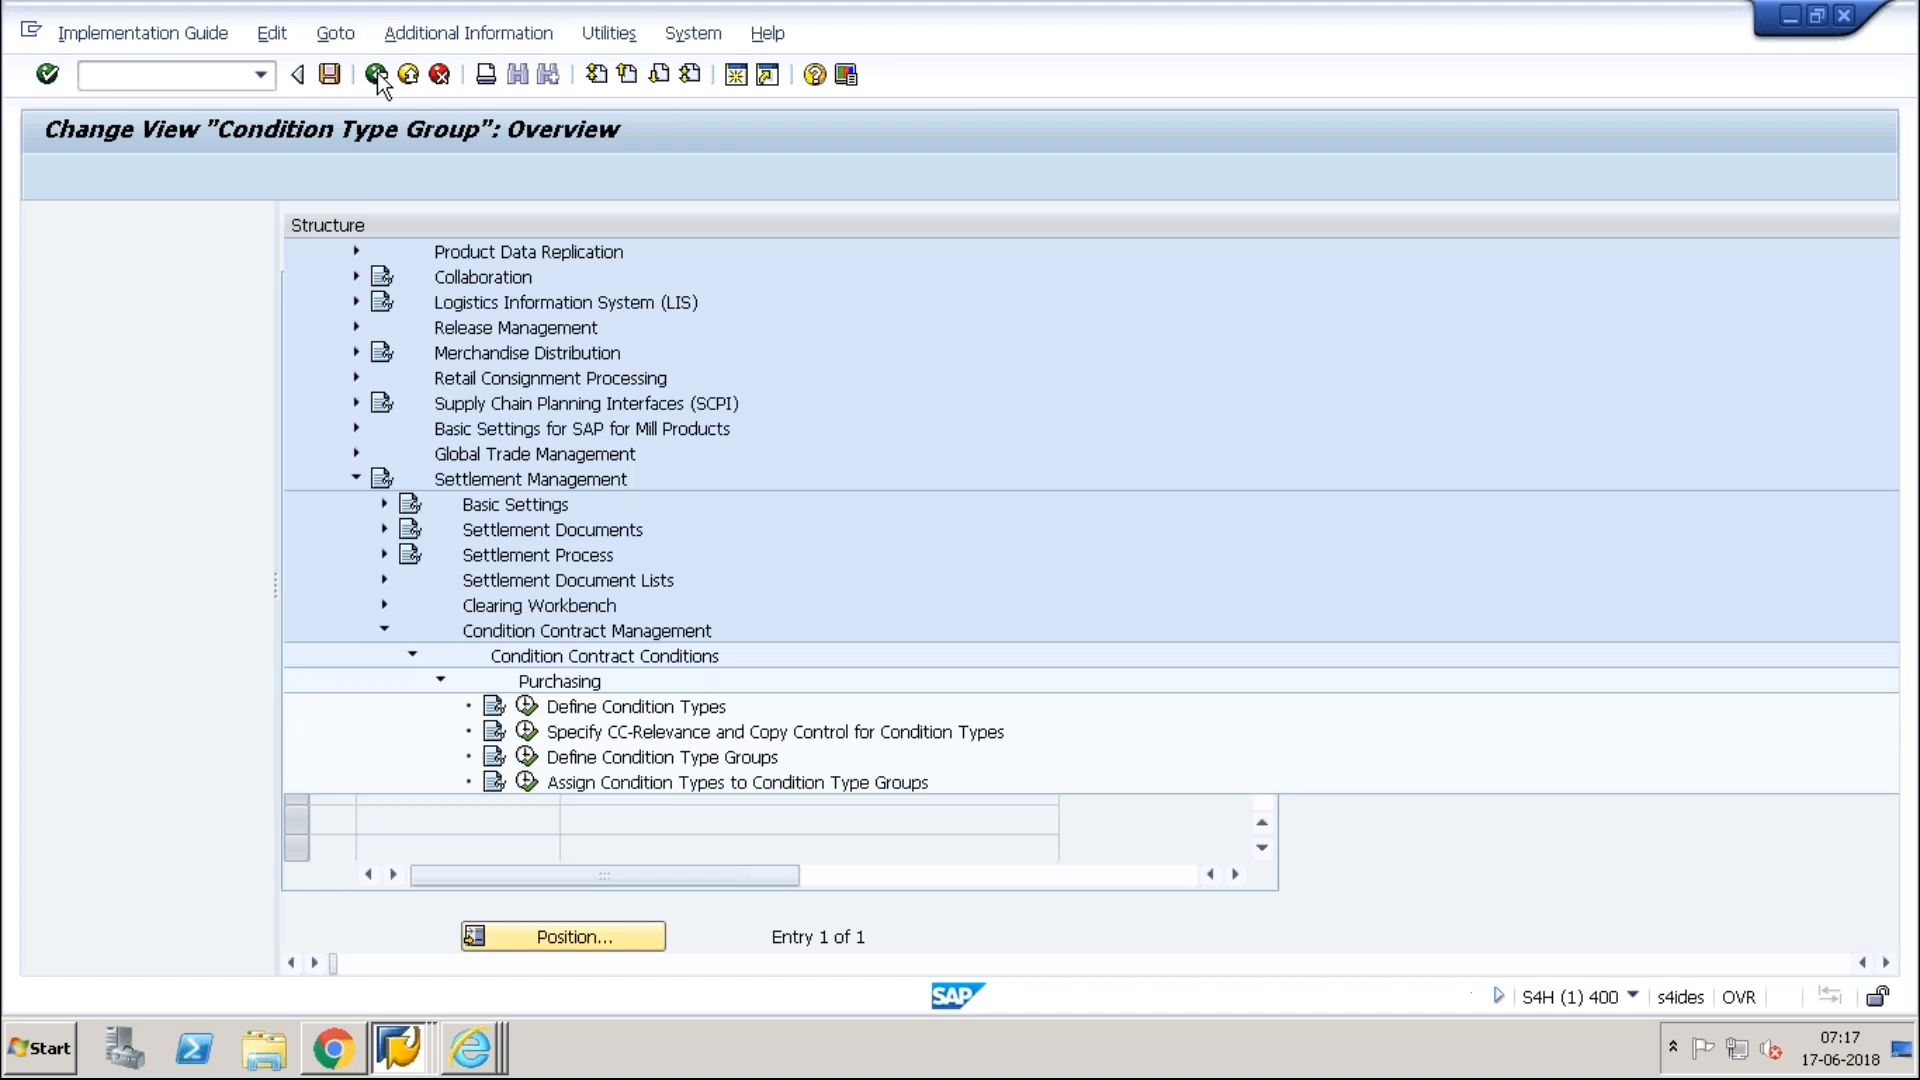 Implementation Guide Edit Goto Additional Information Utilities System Help
Change View "Condition Type Group": Overview
Structure
Product Data Replication
Collaboration
Logistics Information System (LIS)
Release Management
Merchandise Distribution
Retail Consignment Processing
Supply Chain Planning Interfaces (SCPI)
Basic Settings for SAP for Mill Products
Global Trade Management
Settlement Management
Basic Settings
Settlement Documents
Settlement Process
Settlement Document Lists
Clearing Workbench
Condition Contract Management
Condition Contract Conditions
Purchasing
Define Condition Types
Specify CC-Relevance and Copy Control for Condition Types
Define Condition Type Groups
Assign Condition Types to Condition Type Groups
Position... Entry 1 of 1
SAP S4H (1) 400 s4ides OVR
Start 07:17
17-06-2018